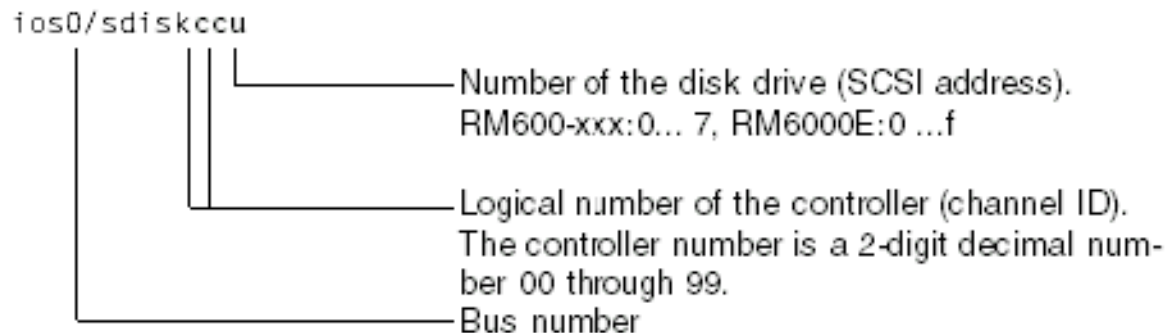 ios0/sdiskccu
Number of the disk drive (SCSI address).
RM600-xxx:0... 7, RM6000E:0 ...f
Logical number of the controller (channel ID).
The controller number is a 2-digit decimal num-
ber 00 through 99.
Bus number